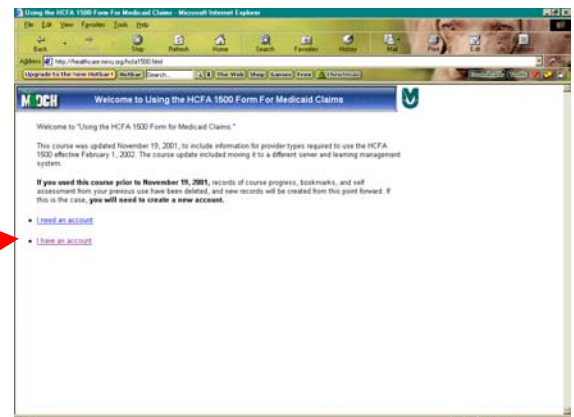 Using the HCFA 1500 Form For Medicaid Claims - Microsoft Internet Explorer
File Edit View Favorites Tools Help
Back Stop Refresh Home Search Favorites History Mail Print Edit
Address http://healthcare.minu.org/hcfa1500.html
Upgrade to the new Hotbar! Hotbar Search The Web Shop Games Free Christmas
MDCH Welcome to Using the HCFA 1500 Form For Medicaid Claims
Welcome to "Using the HCFA 1500 Form for Medicaid Claims."
This course was updated November 19, 2001, to include information for provider types required to use the HCFA
1500 effective February 1, 2002. The course update included moving it to a different server and learning management
system.
If you used this course prior to November 19, 2001, records of course progress, bookmarks, and self
assessment from your previous use have been deleted, and new records will be created from this point forward. If
this is the case, you will need to create a new account.
• I need an account
• I have an account